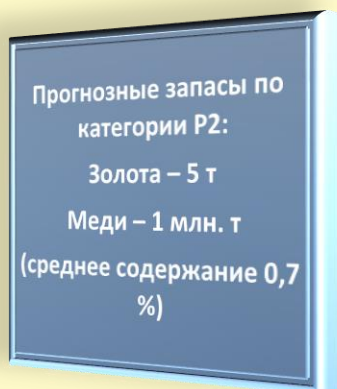 Прогнозные запасы по
категории Р2:
Золота – 5 т
Меди – 1 млн. т
(среднее содержание 0,7
%)